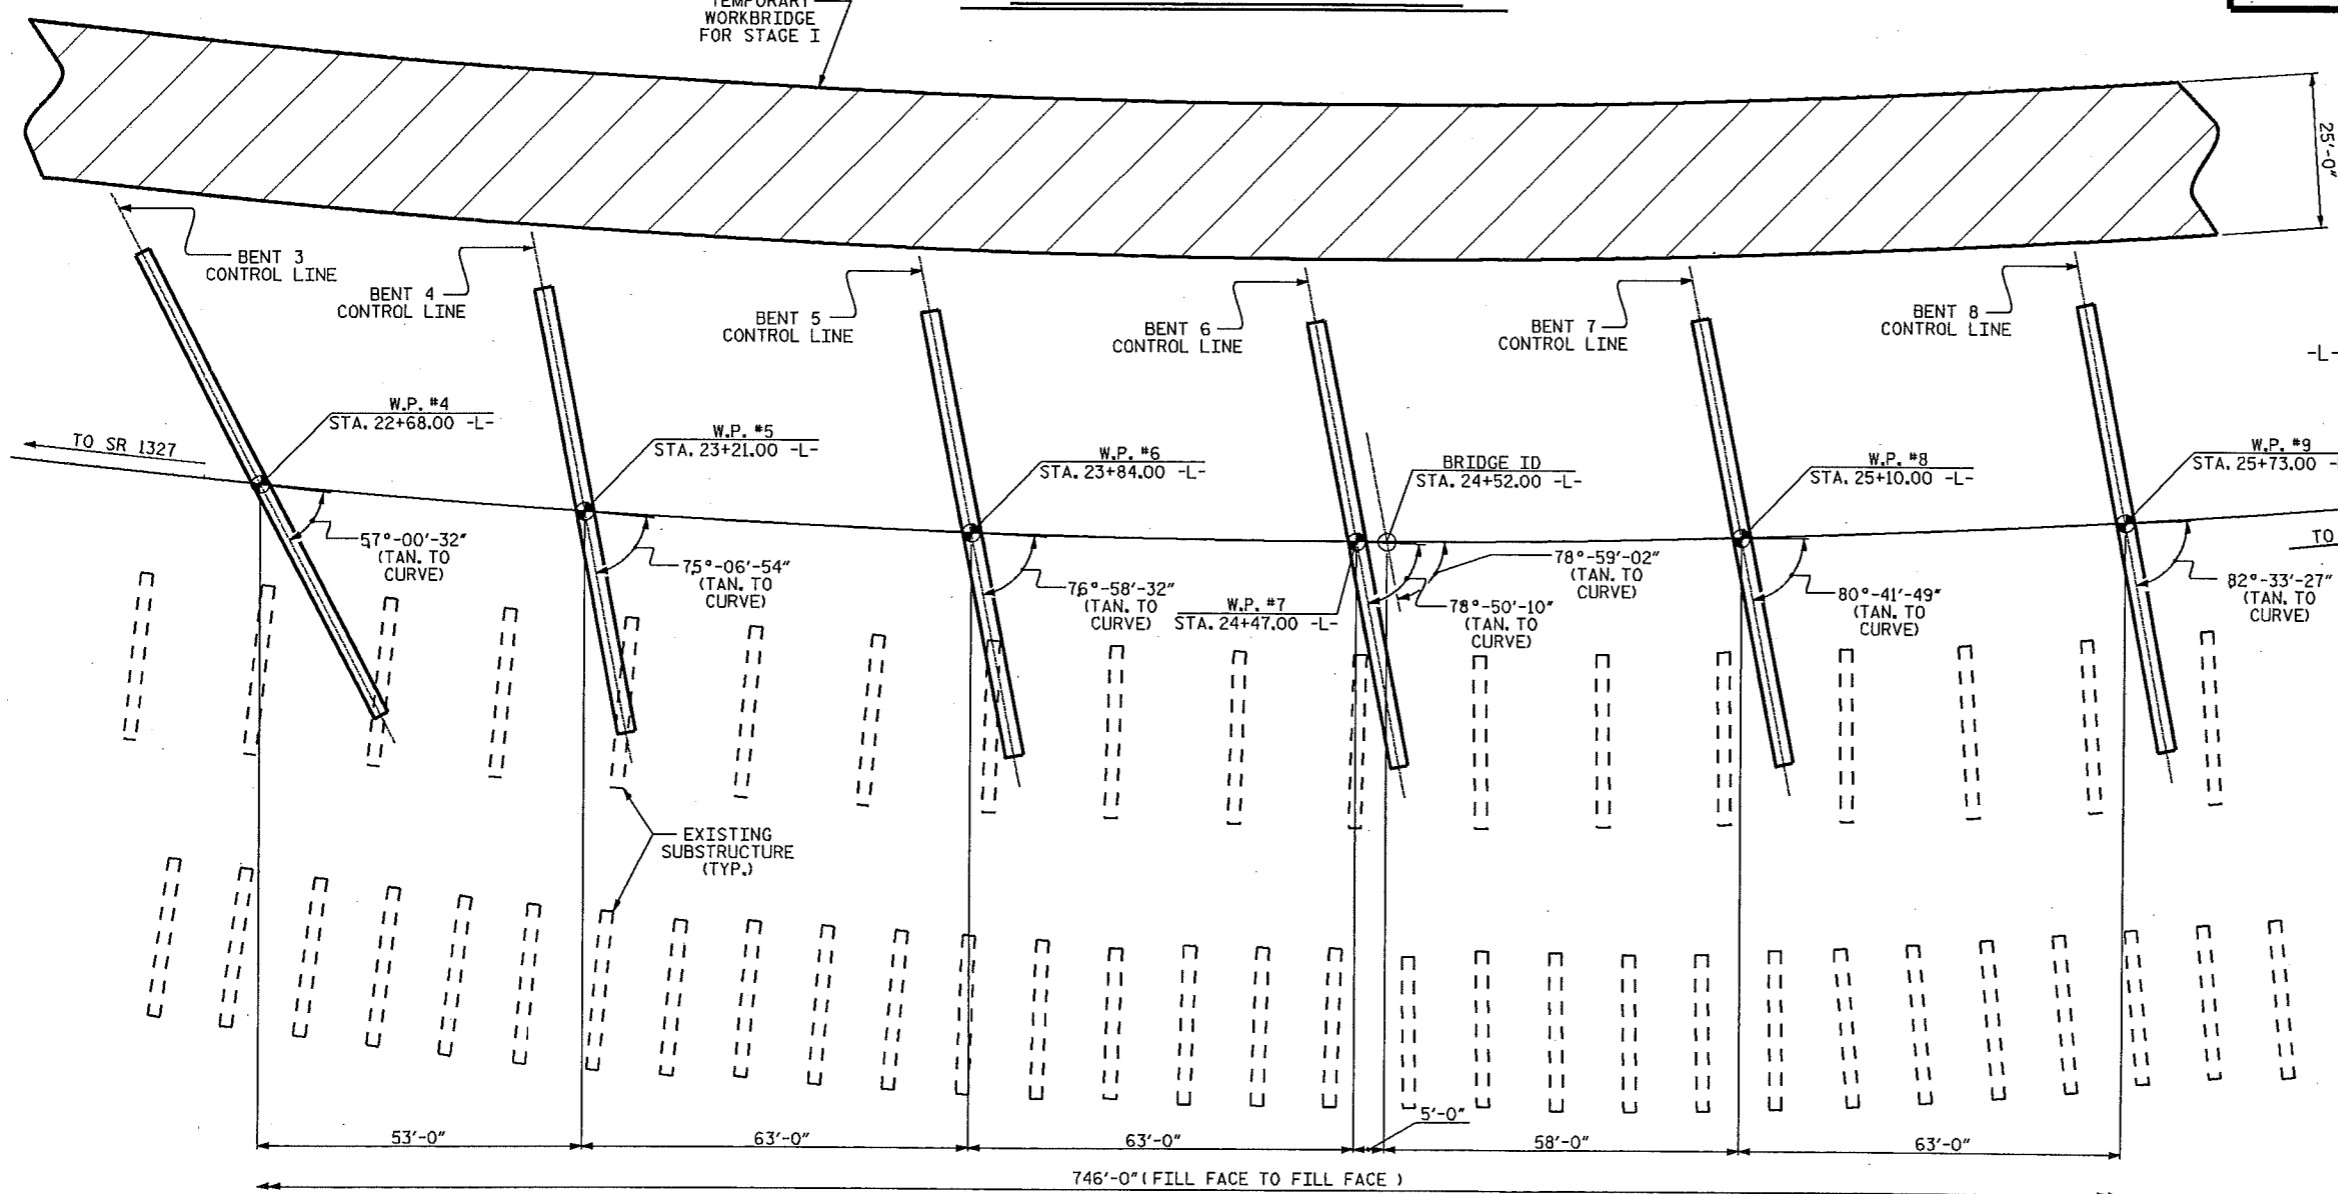 TEMPORARY
WORKBRIDGE
FOR STAGE I
25'-0"
BENT 3
CONTROL LINE
BENT 4
CONTROL LINE
BENT 5
CONTROL LINE
BENT 6
CONTROL LINE
BENT 7
CONTROL LINE
BENT 8
CONTROL LINE
-L-
TO SR 1327
W.P. #4
STA. 22+68.00 -L-
W.P. #5
STA. 23+21.00 -L-
W.P. #6
STA. 23+84.00 -L-
BRIDGE ID
STA. 24+52.00 -L-
W.P. #8
STA. 25+10.00 -L-
W.P. #9
STA. 25+73.00 -
TO
57°-00'-32"
(TAN. TO
CURVE)
75°-06'-54"
(TAN. TO
CURVE)
76°-58'-32"
(TAN. TO
CURVE)
W.P. #7
STA. 24+47.00 -L-
78°-50'-10"
(TAN. TO
CURVE)
78°-59'-02"
(TAN. TO
CURVE)
80°-41'-49"
(TAN. TO
CURVE)
82°-33'-27"
(TAN. TO
CURVE)
EXISTING
SUBSTRUCTURE
(TYP.)
53'-0"
63'-0"
63'-0"
5'-0"
58'-0"
63'-0"
746'-0" ( FILL FACE TO FILL FACE )